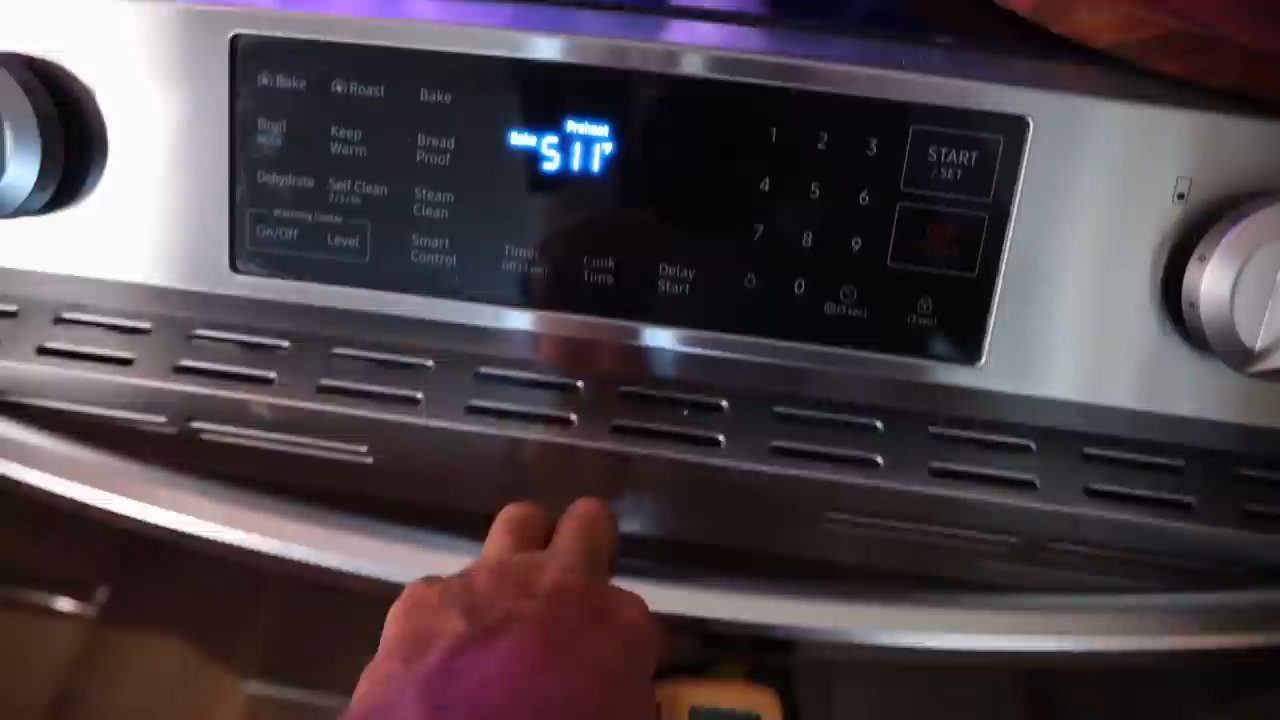 Bake
Roast
Bake
Broil
Keep
Warm
Bread
Proof
Dehydrate
Self Clean
Steam
Clean
Warming Center
On/Off
Level
Smart
Control
Preheat
Bake
511°F
Timer
Cook
Time
Delay
Start
1 2 3
4 5 6
7 8 9
0
START
/ SET